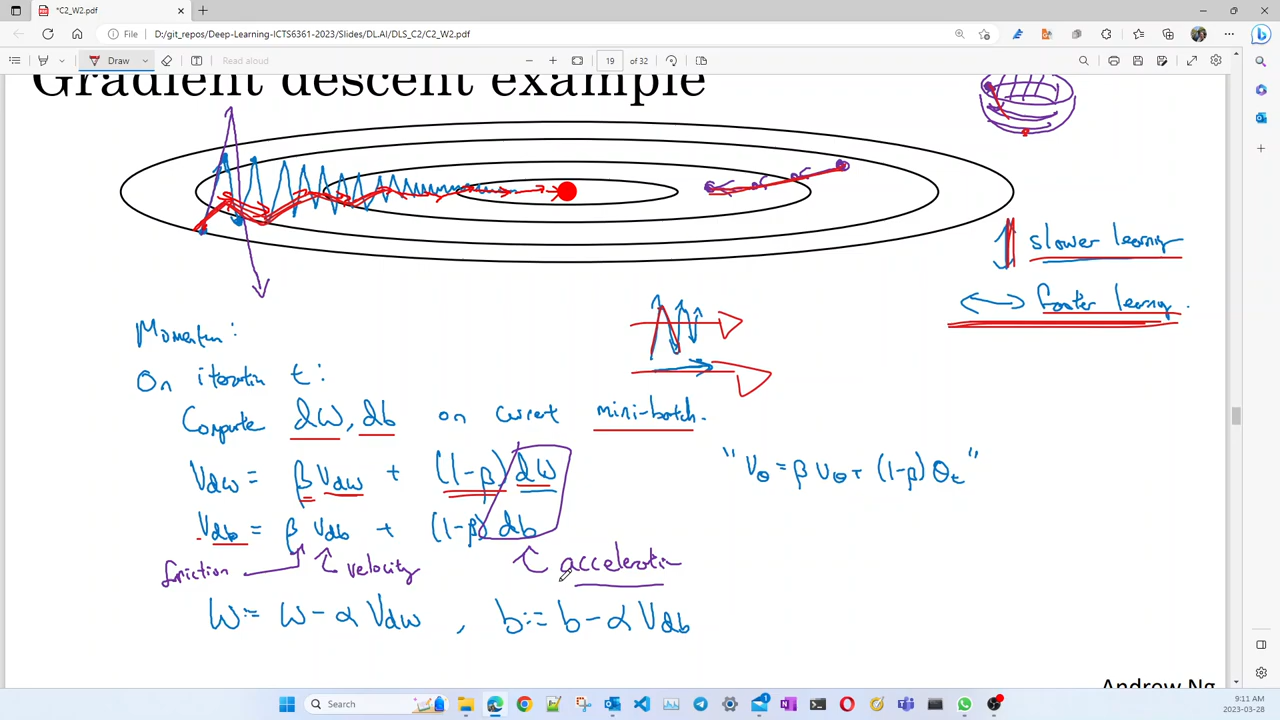 *C2_W2.pdf
File
D:/git_repos/Deep-Learning-ICTS6361-2023/Slides/DL.AI/DLS_C2/C2_W2.pdf
Draw
Read aloud
19
of 32
Gradient descent example
slower learning
faster learning.
Momentum:
On iteration t:
Compute dW, db on current mini-batch.
Vdw = β Vdw + (1-β) dW
"Vθ = β Vθ + (1-β) θt"
Vdb = β Vdb + (1-β) db
friction
velocity
acceleration
W := W - α Vdw , b := b - α Vdb
Andrew Ng
Search
9:11 AM
2023-03-28